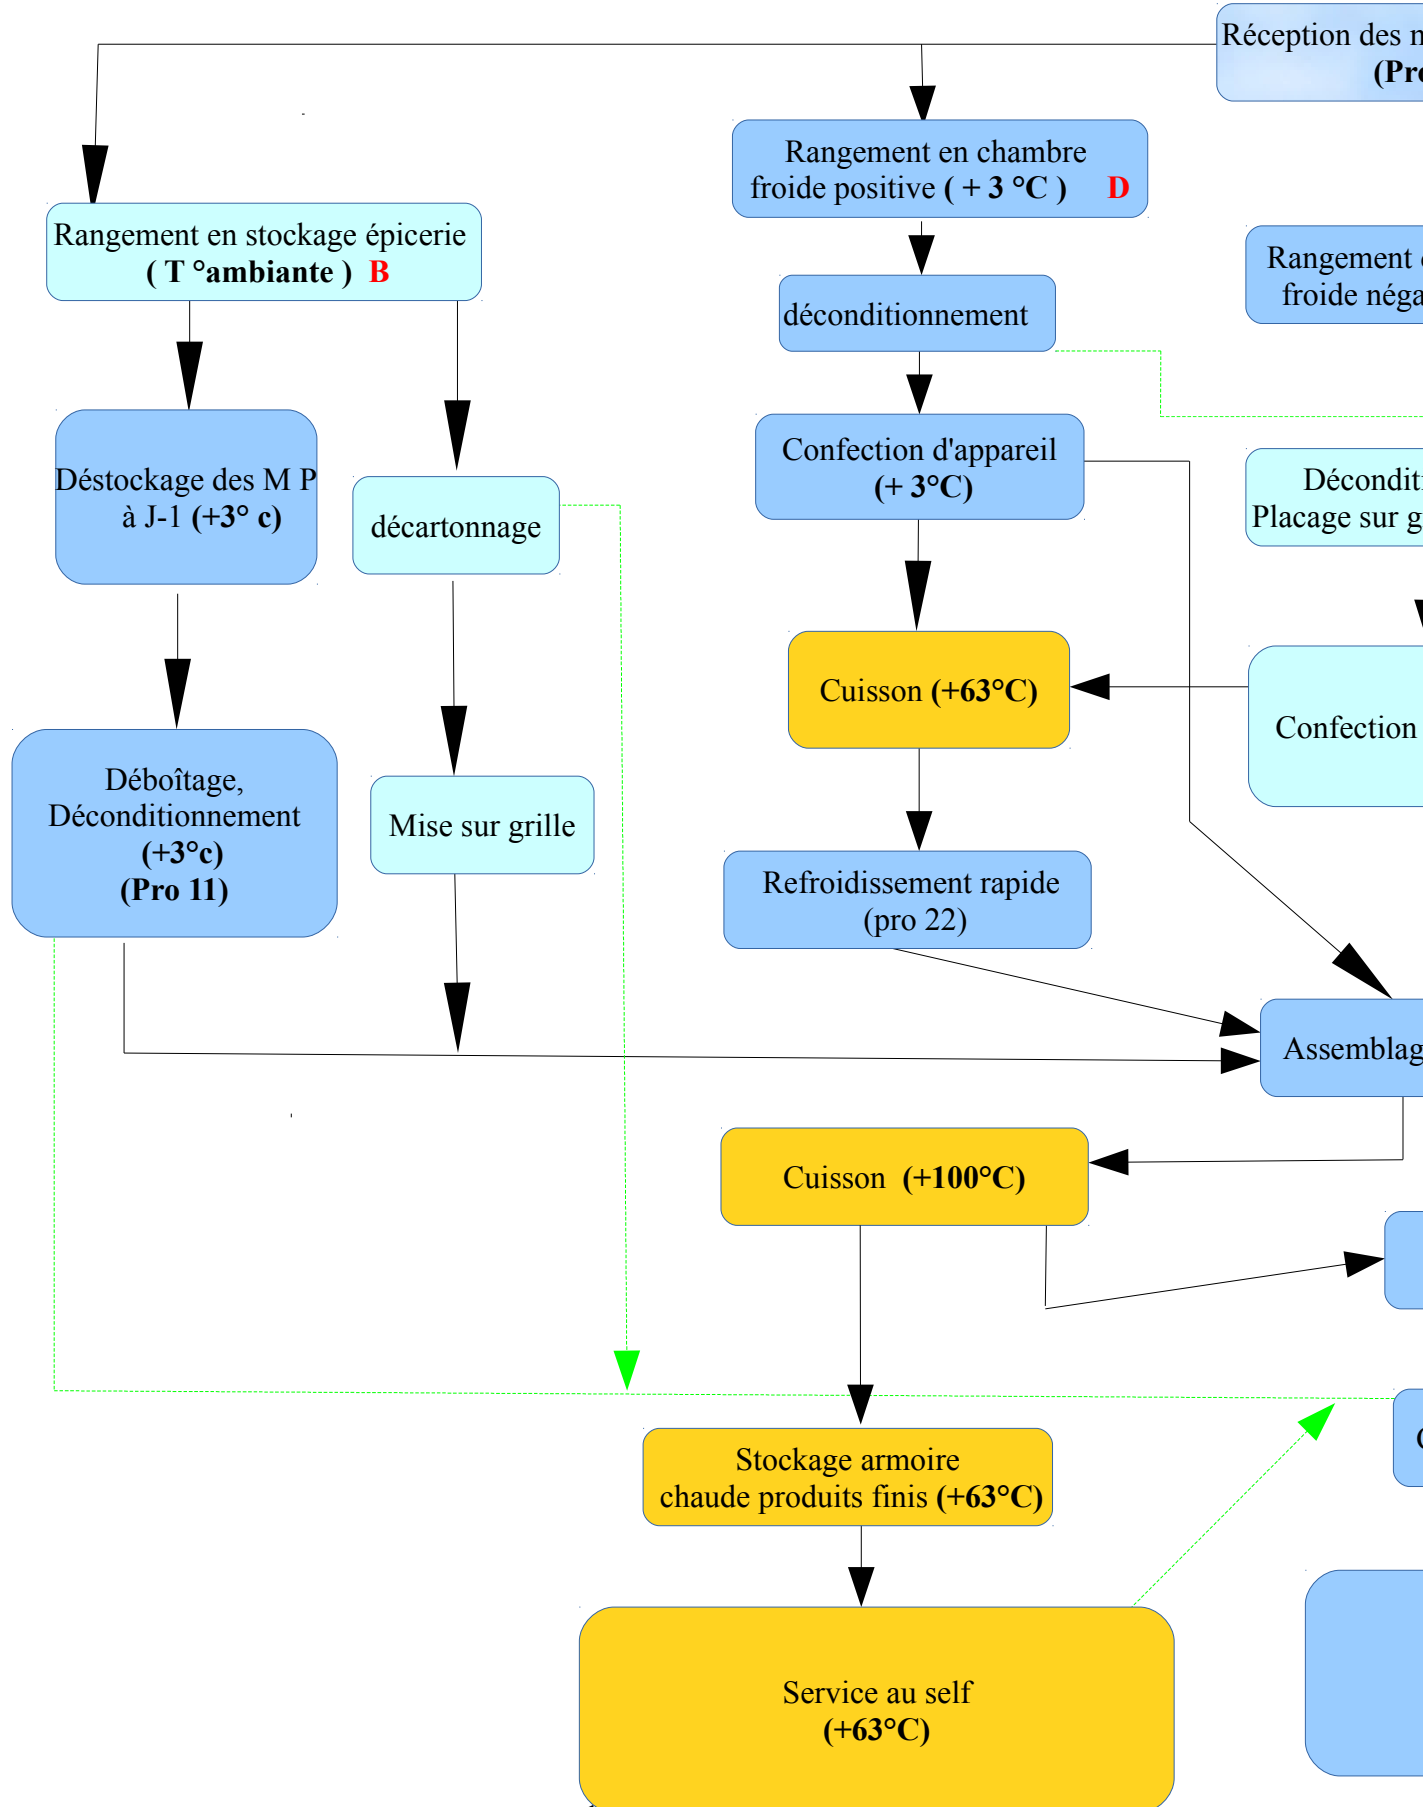 Réception des
(Pro
Rangement en chambre
froide positive ( + 3 °C ) D
Rangement en stockage épicerie
( T °ambiante ) B
Rangement
froide néga
déconditionnement
Confection d'appareil
(+ 3°C)
Déstockage des M P
à J-1 (+3° c)
décartonnage
Décondit
Placage sur g
Cuisson (+63°C)
Confection
Déboîtage,
Déconditionnement
(+3°c)
(Pro 11)
Mise sur grille
Refroidissement rapide
(pro 22)
Assemblag
Cuisson (+100°C)
Stockage armoire
chaude produits finis (+63°C)
Service au self
(+63°C)